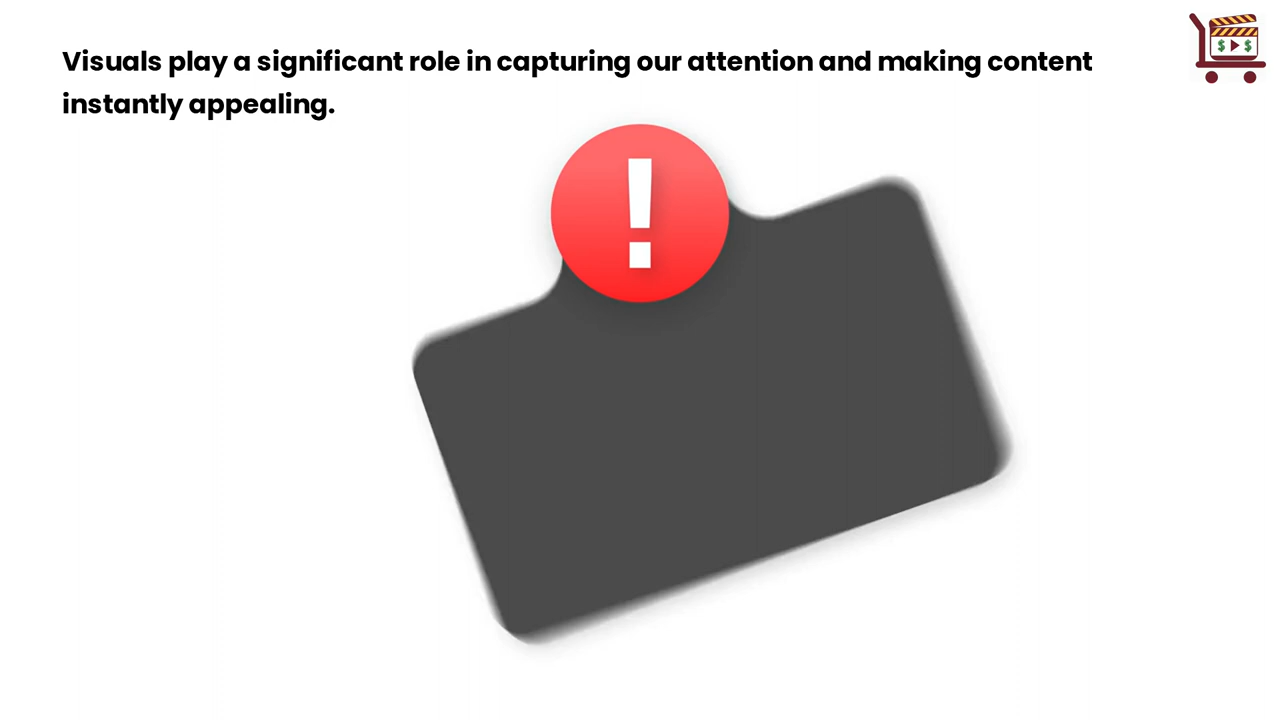 Visuals play a significant role in capturing our attention and making content
instantly appealing.
!
$ $